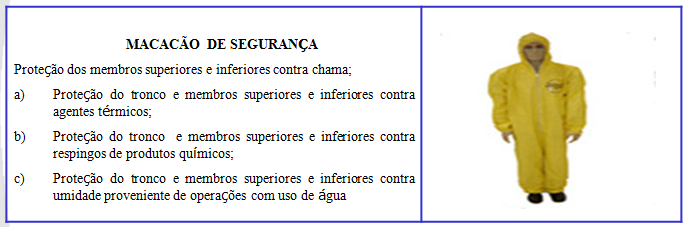 MACACÃO DE SEGURANÇA
Proteção dos membros superiores e inferiores contra chama;
a) Proteção do tronco e membros superiores e inferiores contra
agentes térmicos;
b) Proteção do tronco e membros superiores e inferiores contra
respingos de produtos químicos;
c) Proteção do tronco e membros superiores e inferiores contra
umidade proveniente de operações com uso de água